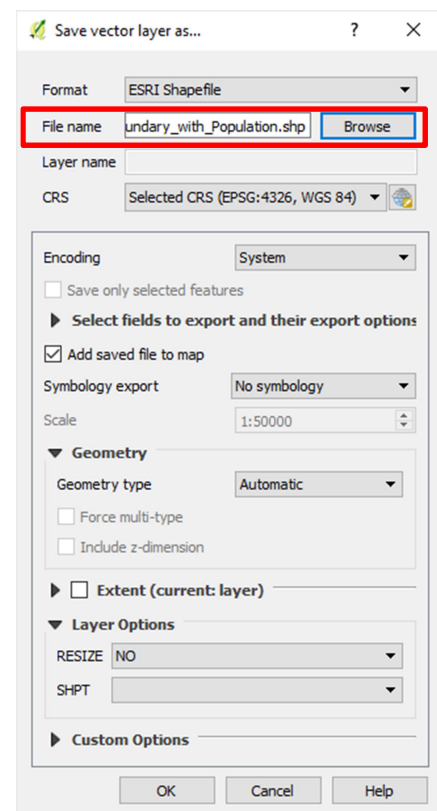 Save vector layer as... ? ×
Format ESRI Shapefile
File name undary_with_Population.shp Browse
Layer name
CRS Selected CRS (EPSG:4326, WGS 84)
Encoding System
Save only selected features
Select fields to export and their export options
Add saved file to map
Symbology export No symbology
Scale 1:50000
Geometry
Geometry type Automatic
Force multi-type
Include z-dimension
Extent (current: layer)
Layer Options
RESIZE NO
SHPT
Custom Options
OK Cancel Help